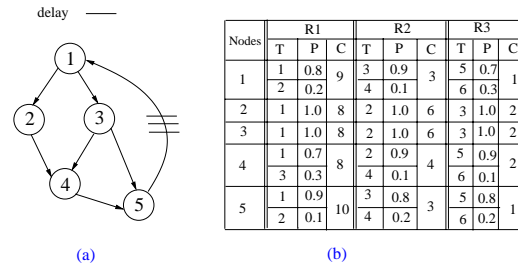 delay
1
2
3
4
5
(a)
Nodes R1 R2 R3
T P C T P C T P C
1 1 0.8 9 3 0.9 3 5 0.7 1
2 0.2 4 0.1 6 0.3
2 1 1.0 8 2 1.0 6 3 1.0 2
3 1 1.0 8 2 1.0 6 3 1.0 2
4 1 0.7 8 2 0.9 4 5 0.9 2
3 0.3 4 0.1 6 0.1
5 1 0.9 10 3 0.8 3 5 0.8 1
2 0.1 4 0.2 6 0.2
(b)